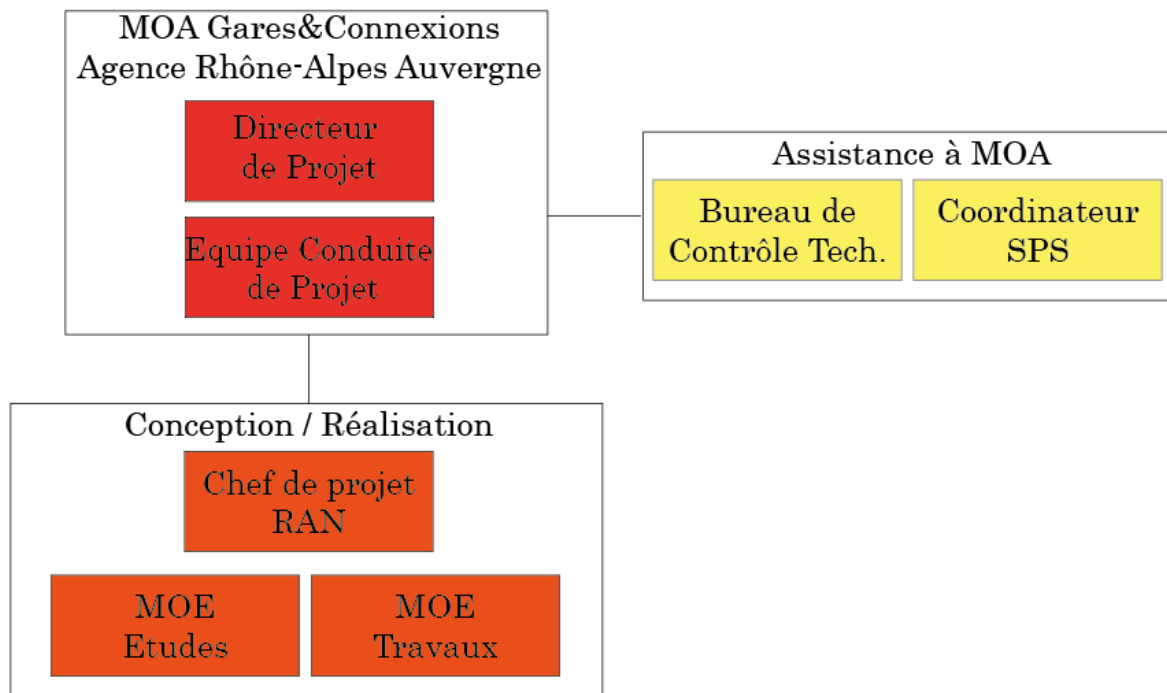 MOA Gares&Connexions
Agence Rhône-Alpes Auvergne
Directeur
de Projet
Equipe Conduite
de Projet
Assistance à MOA
Bureau de
Contrôle Tech.
Coordinateur
SPS
Conception / Réalisation
Chef de projet
RAN
MOE
Etudes
MOE
Travaux